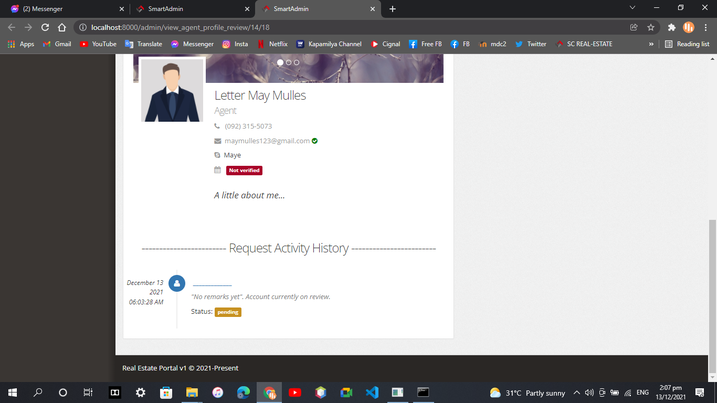 (2) Messenger
SmartAdmin
SmartAdmin
localhost:8000/admin/view_agent_profile_review/14/18
Apps
Gmail
YouTube
Translate
Messenger
Insta
Netflix
Kapamilya Channel
Cignal
Free FB
FB
mdc2
Twitter
SC REAL-ESTATE
»
Reading list
Letter May Mulles
Agent
(092) 315-5073
maymulles123@gmail.com
Maye
Not verified
A little about me...
------------------------ Request Activity History ------------------------
December 13
2021
06:03:28 AM
"No remarks yet". Account currently on review.
Status: pending
Real Estate Portal v1 © 2021-Present
31°C Partly sunny
ENG
2:07 pm
13/12/2021